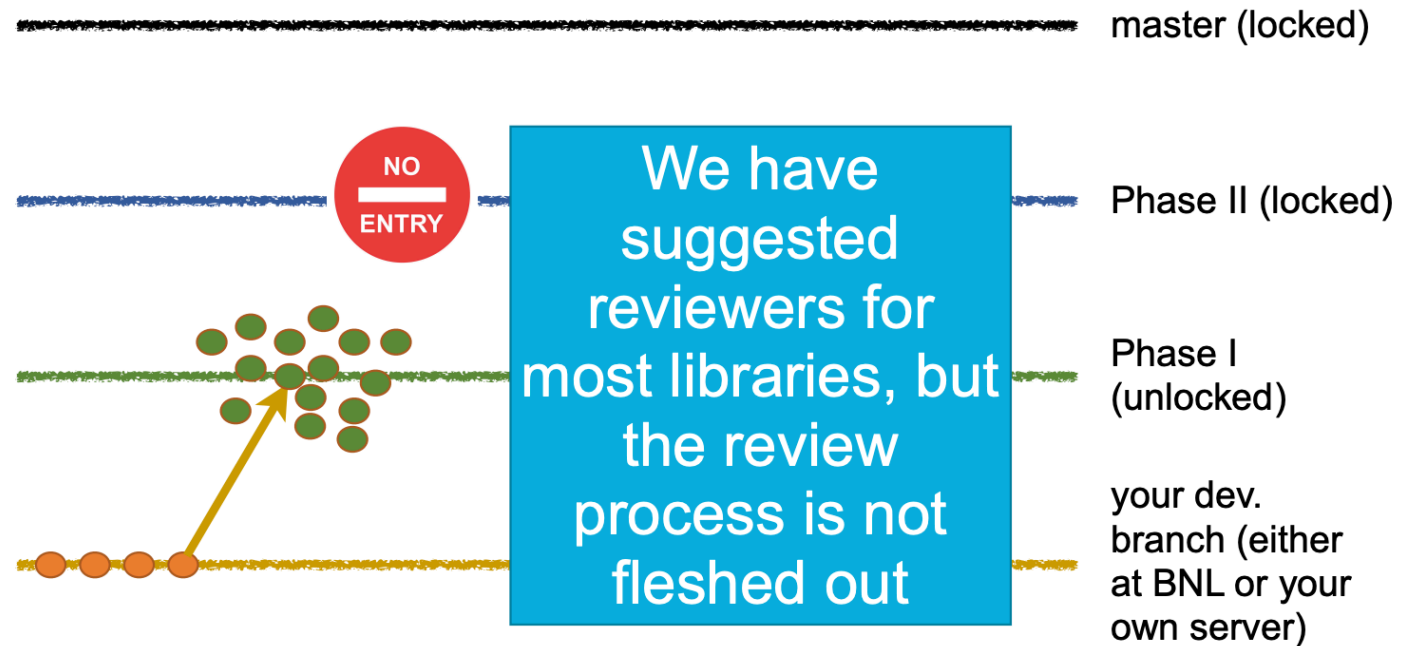 master (locked)
NO
ENTRY
Phase II (locked)
We have
suggested
reviewers for
most libraries, but
the review
process is not
fleshed out
Phase I
(unlocked)
your dev.
branch (either
at BNL or your
own server)